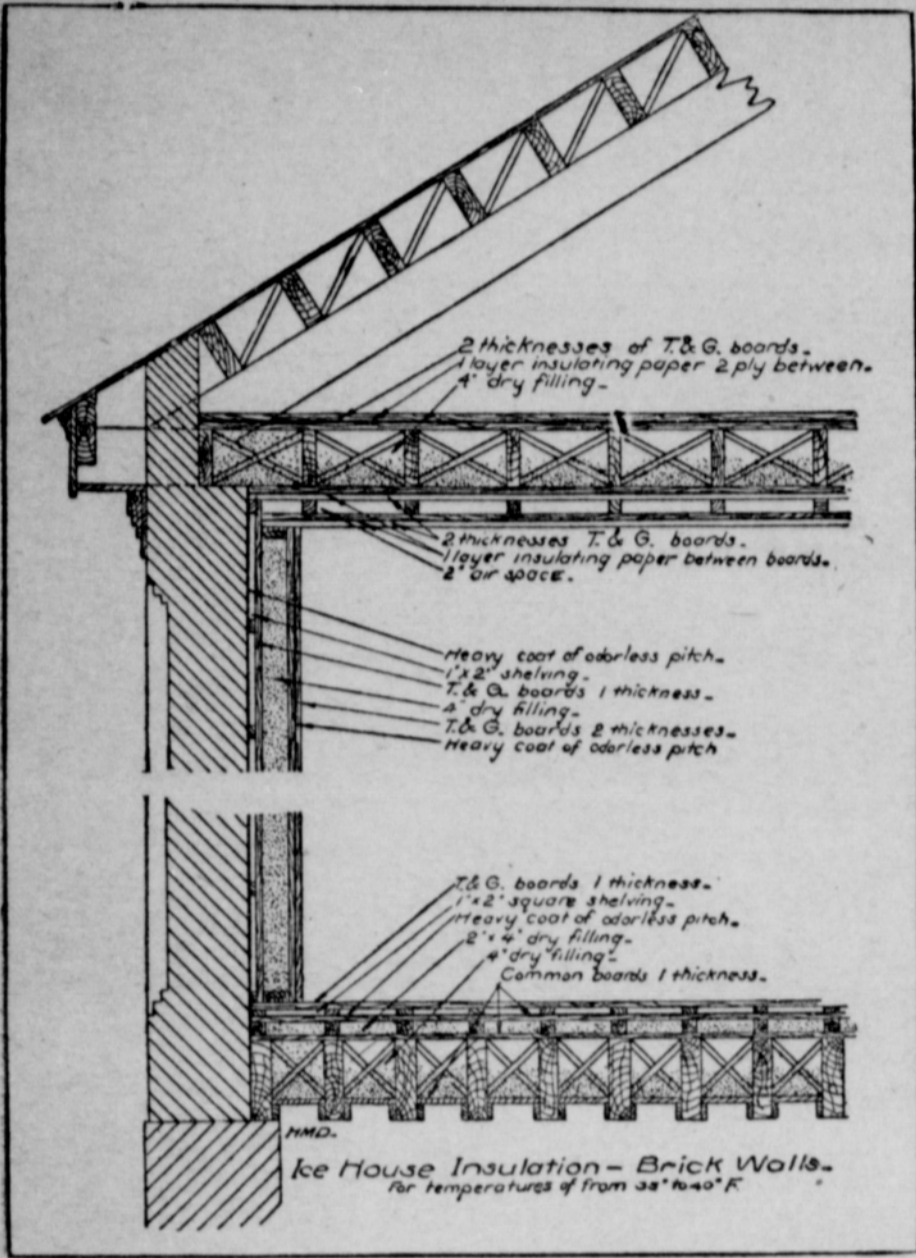 2 thicknesses of T. & G. boards.
1 layer insulating paper 2 ply between.
4" dry filling.
2 thicknesses T. & G. boards.
1 layer insulating paper between boards.
2" air space.
Heavy coat of odorless pitch.
1"x 2" shelving.
T. & G. boards 1 thickness.
4" dry filling.
T. & G. boards 2 thicknesses.
Heavy coat of odorless pitch
T. & G. boards 1 thickness.
1"x 2" square shelving.
Heavy coat of odorless pitch.
2"x 4" dry filling.
4" dry filling.
Common boards 1 thickness.
HMD.
Ice House Insulation - Brick Walls.
For temperatures of from to 40° F.